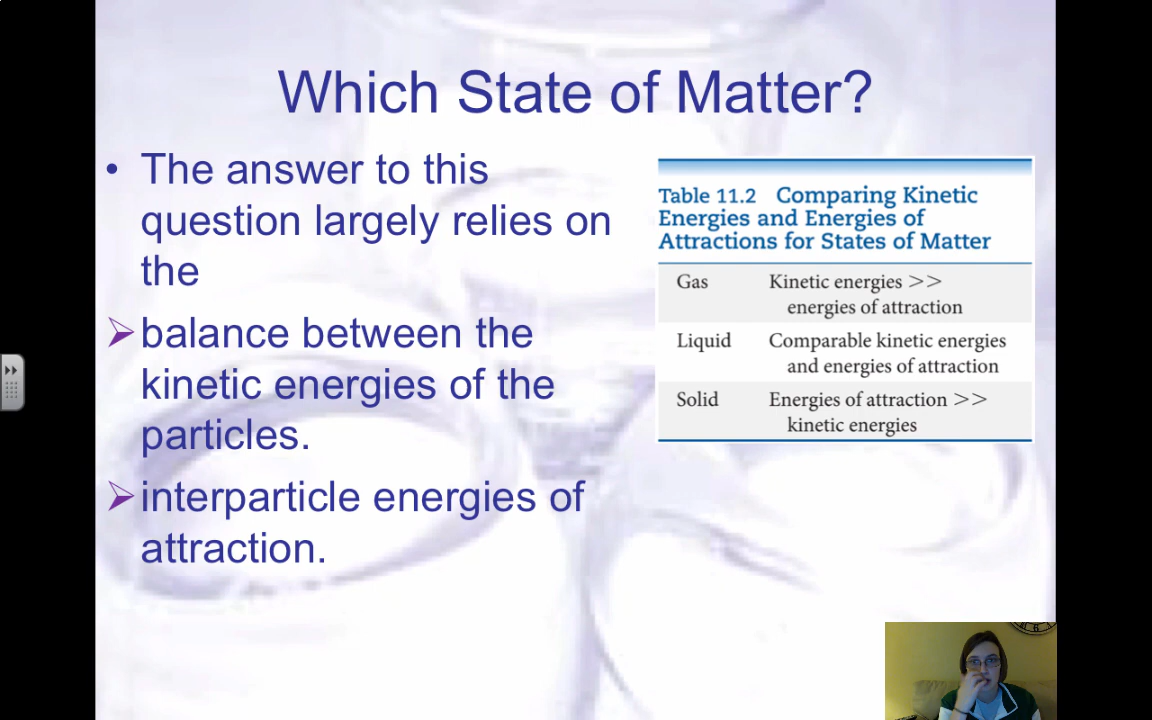 Which State of Matter?
• The answer to this
question largely relies on
the
balance between the
kinetic energies of the
particles.
interparticle energies of
attraction.
Table 11.2 Comparing Kinetic
Energies and Energies of
Attractions for States of Matter
Gas Kinetic energies >>
energies of attraction
Liquid Comparable kinetic energies
and energies of attraction
Solid Energies of attraction >>
kinetic energies